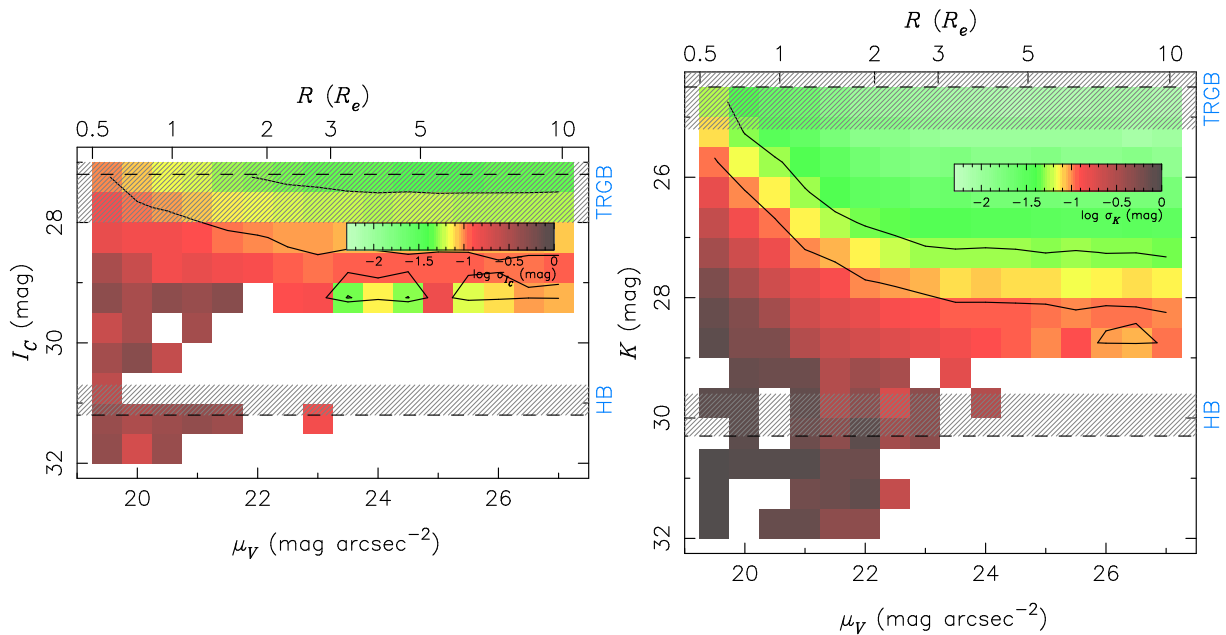 R (R_e)
0.5 1 2 3 5 10
I_C (mag)
28
30
32
TRGB
HB
-2 -1.5 -1 -0.5 0
log σ_{I_C} (mag)
20 22 24 26
μ_V (mag arcsec^{-2})
R (R_e)
0.5 1 2 3 5 10
K (mag)
26
28
30
32
TRGB
HB
-2 -1.5 -1 -0.5 0
log σ_K (mag)
20 22 24 26
μ_V (mag arcsec^{-2})